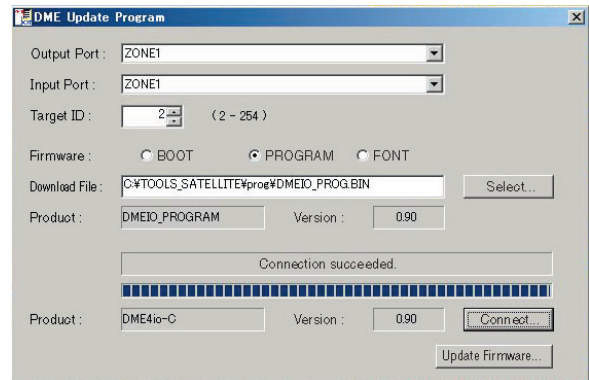 DME Update Program
Output Port : ZONE1
Input Port : ZONE1
Target ID : 2 ( 2 - 254 )
Firmware : BOOT PROGRAM FONT
Download File : C:¥TOOLS_SATELLITE¥prog¥DMEIO_PROG.BIN Select...
Product : DMEIO_PROGRAM Version : 0.90
Connection succeeded.
Product : DME4io-C Version : 0.90 Connect...
Update Firmware...